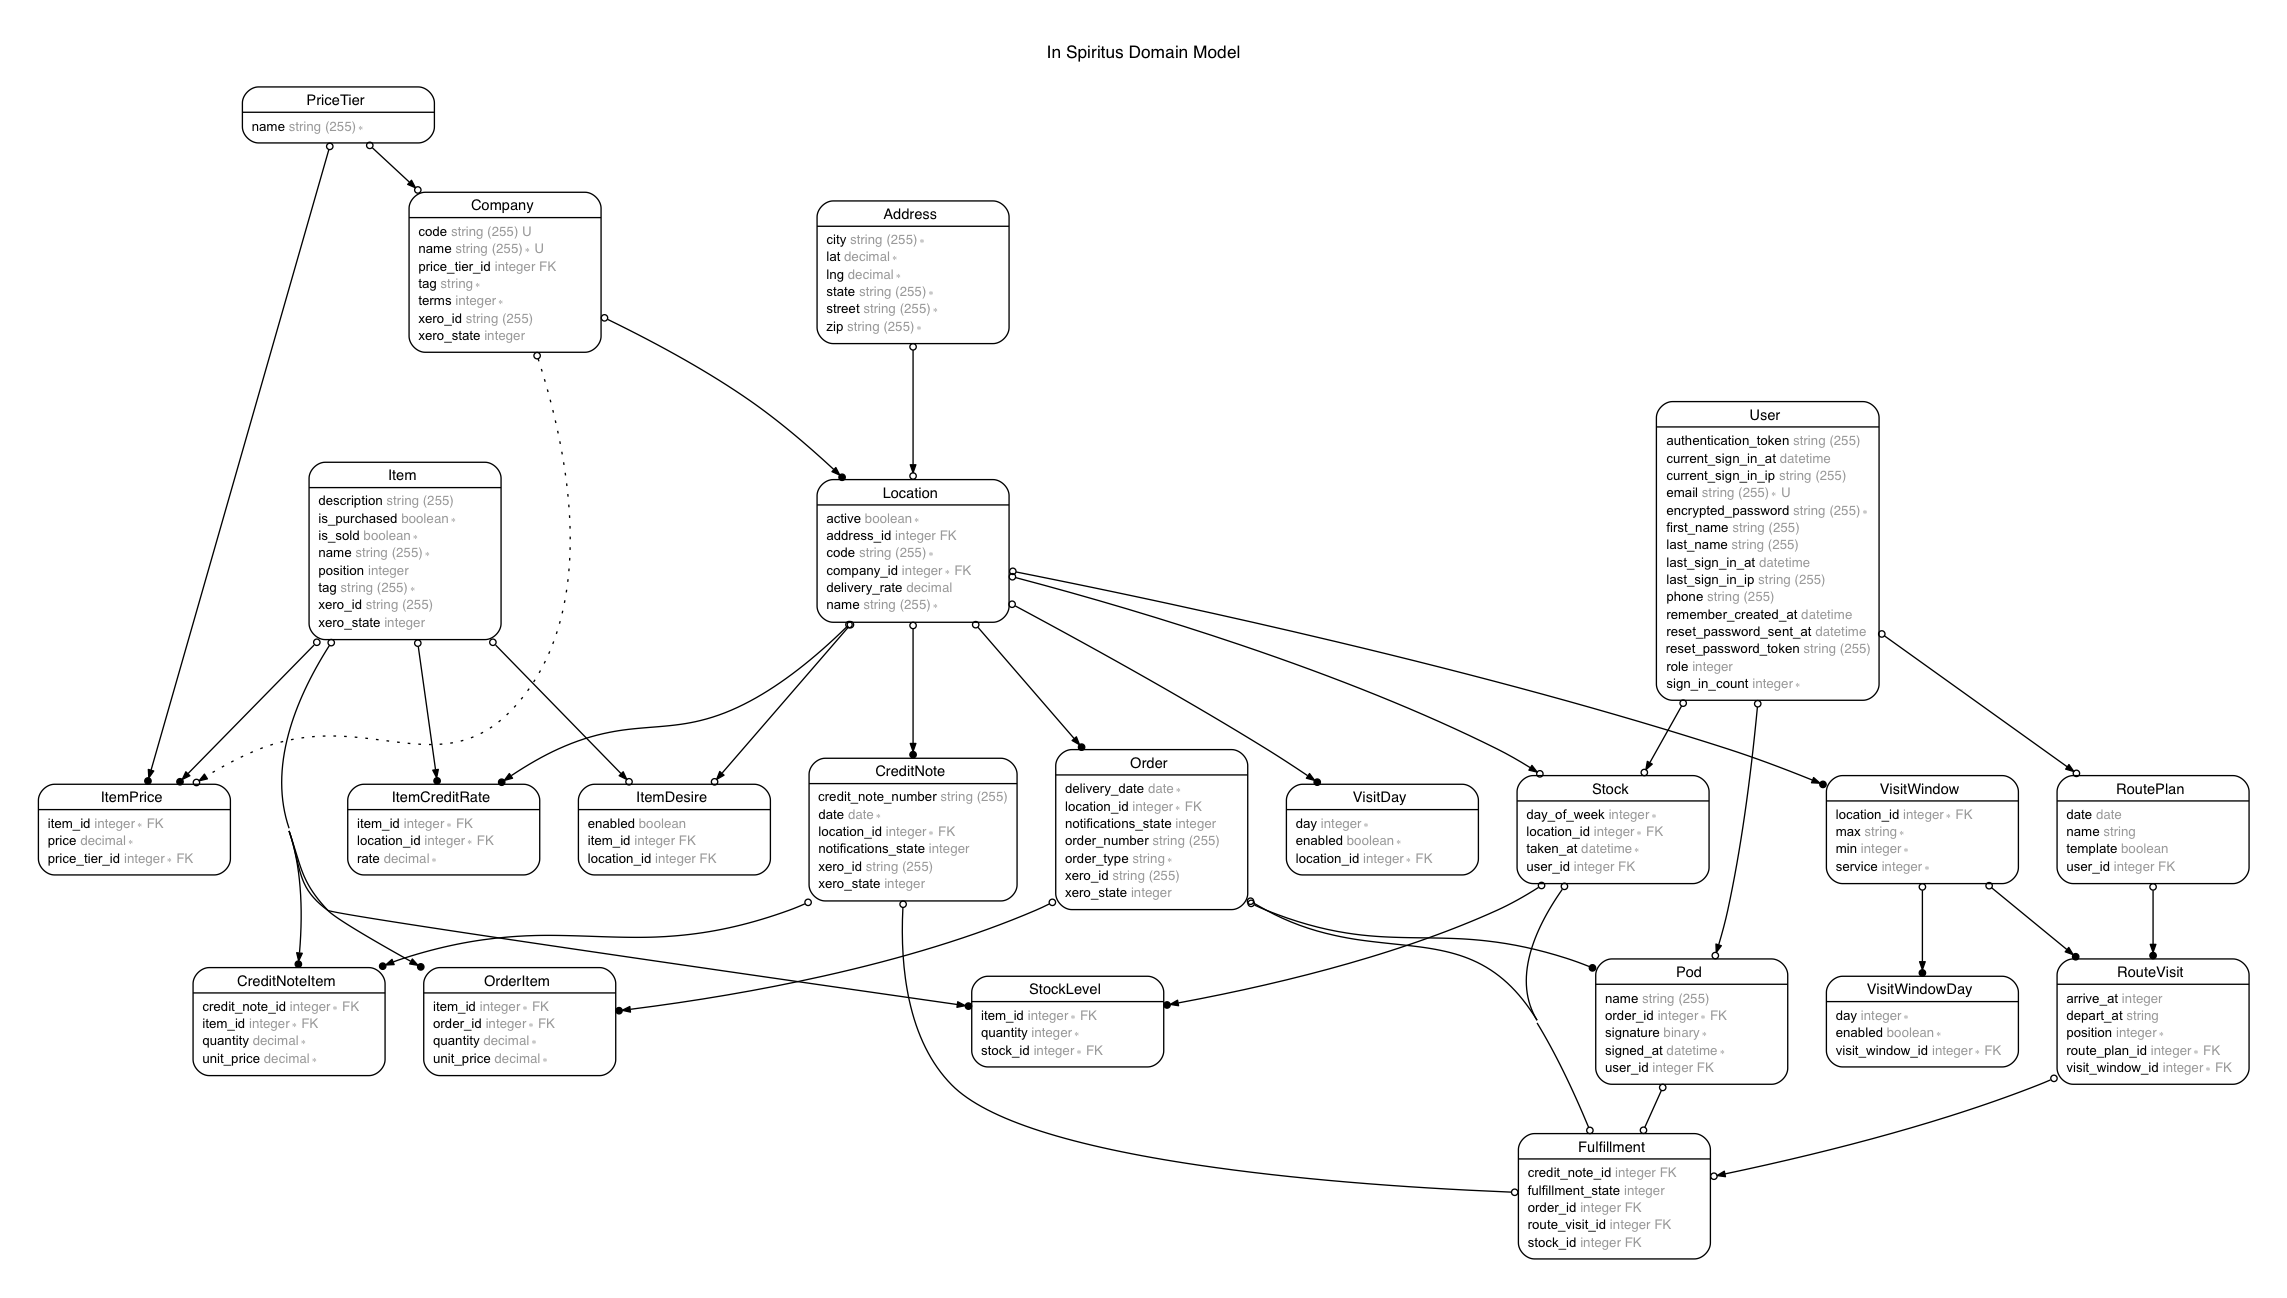 In Spiritus Domain Model
PriceTier
name string (255) ∗
Company
code string (255) U
name string (255) ∗ U
price_tier_id integer FK
tag string ∗
terms integer ∗
xero_id string (255)
xero_state integer
Address
city string (255) ∗
lat decimal ∗
lng decimal ∗
state string (255) ∗
street string (255) ∗
zip string (255) ∗
User
authentication_token string (255)
current_sign_in_at datetime
current_sign_in_ip string (255)
email string (255) ∗ U
encrypted_password string (255) ∗
first_name string (255)
last_name string (255)
last_sign_in_at datetime
last_sign_in_ip string (255)
phone string (255)
remember_created_at datetime
reset_password_sent_at datetime
reset_password_token string (255)
role integer
sign_in_count integer ∗
Item
description string (255)
is_purchased boolean ∗
is_sold boolean ∗
name string (255) ∗
position integer
tag string (255) ∗
xero_id string (255)
xero_state integer
Location
active boolean ∗
address_id integer FK
code string (255) ∗
company_id integer ∗ FK
delivery_rate decimal
name string (255) ∗
ItemPrice
item_id integer ∗ FK
price decimal ∗
price_tier_id integer ∗ FK
ItemCreditRate
item_id integer ∗ FK
location_id integer ∗ FK
rate decimal ∗
ItemDesire
enabled boolean
item_id integer FK
location_id integer FK
CreditNote
credit_note_number string (255)
date date ∗
location_id integer ∗ FK
notifications_state integer
xero_id string (255)
xero_state integer
Order
delivery_date date ∗
location_id integer ∗ FK
notifications_state integer
order_number string (255)
order_type string ∗
xero_id string (255)
xero_state integer
VisitDay
day integer ∗
enabled boolean ∗
location_id integer ∗ FK
Stock
day_of_week integer ∗
location_id integer ∗ FK
taken_at datetime ∗
user_id integer FK
VisitWindow
location_id integer ∗ FK
max string ∗
min integer ∗
service integer ∗
RoutePlan
date date
name string
template boolean
user_id integer FK
CreditNoteItem
credit_note_id integer ∗ FK
item_id integer ∗ FK
quantity decimal ∗
unit_price decimal ∗
OrderItem
item_id integer ∗ FK
order_id integer ∗ FK
quantity decimal ∗
unit_price decimal ∗
StockLevel
item_id integer ∗ FK
quantity integer ∗
stock_id integer ∗ FK
Pod
name string (255)
order_id integer ∗ FK
signature binary ∗
signed_at datetime ∗
user_id integer FK
VisitWindowDay
day integer ∗
enabled boolean ∗
visit_window_id integer ∗ FK
RouteVisit
arrive_at integer
depart_at string
position integer ∗
route_plan_id integer ∗ FK
visit_window_id integer ∗ FK
Fulfillment
credit_note_id integer FK
fulfillment_state integer
order_id integer FK
route_visit_id integer FK
stock_id integer FK